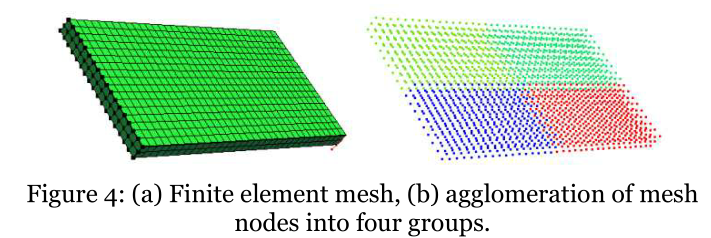 Figure 4: (a) Finite element mesh, (b) agglomeration of mesh
nodes into four groups.